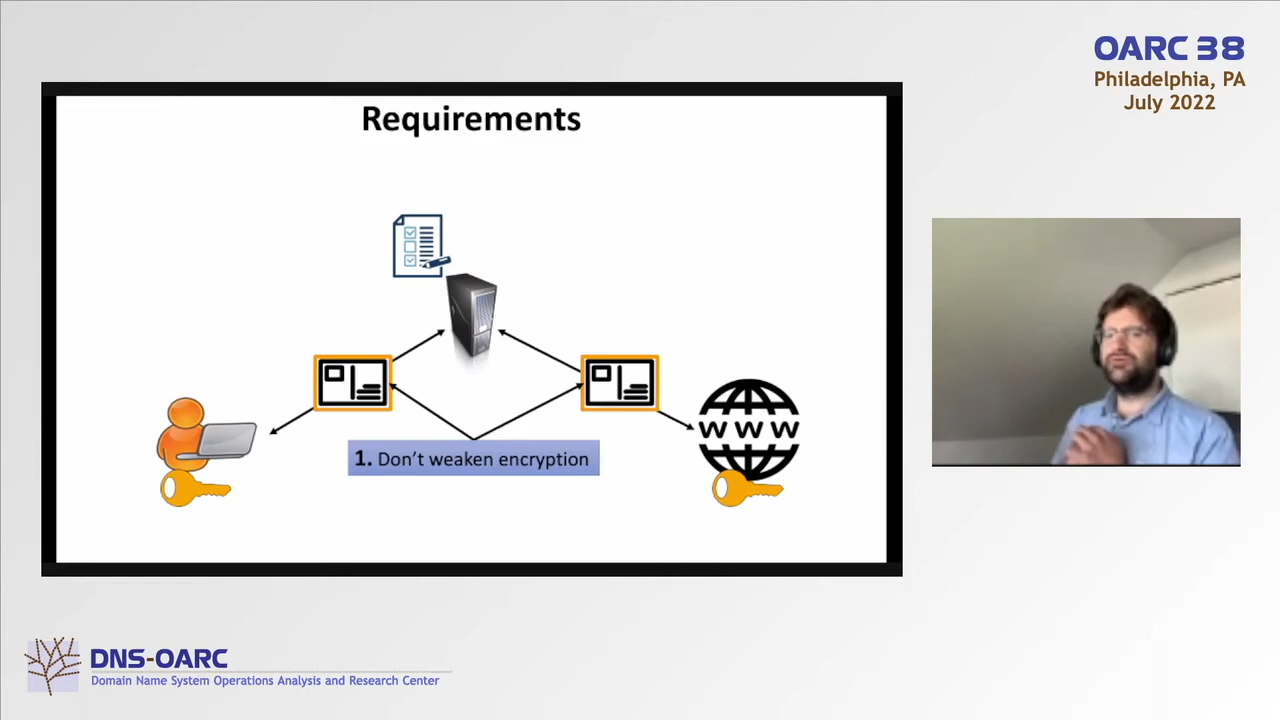 OARC 38
Philadelphia, PA
July 2022
Requirements
WWW
1. Don't weaken encryption
DNS-OARC
Domain Name System Operations Analysis and Research Center